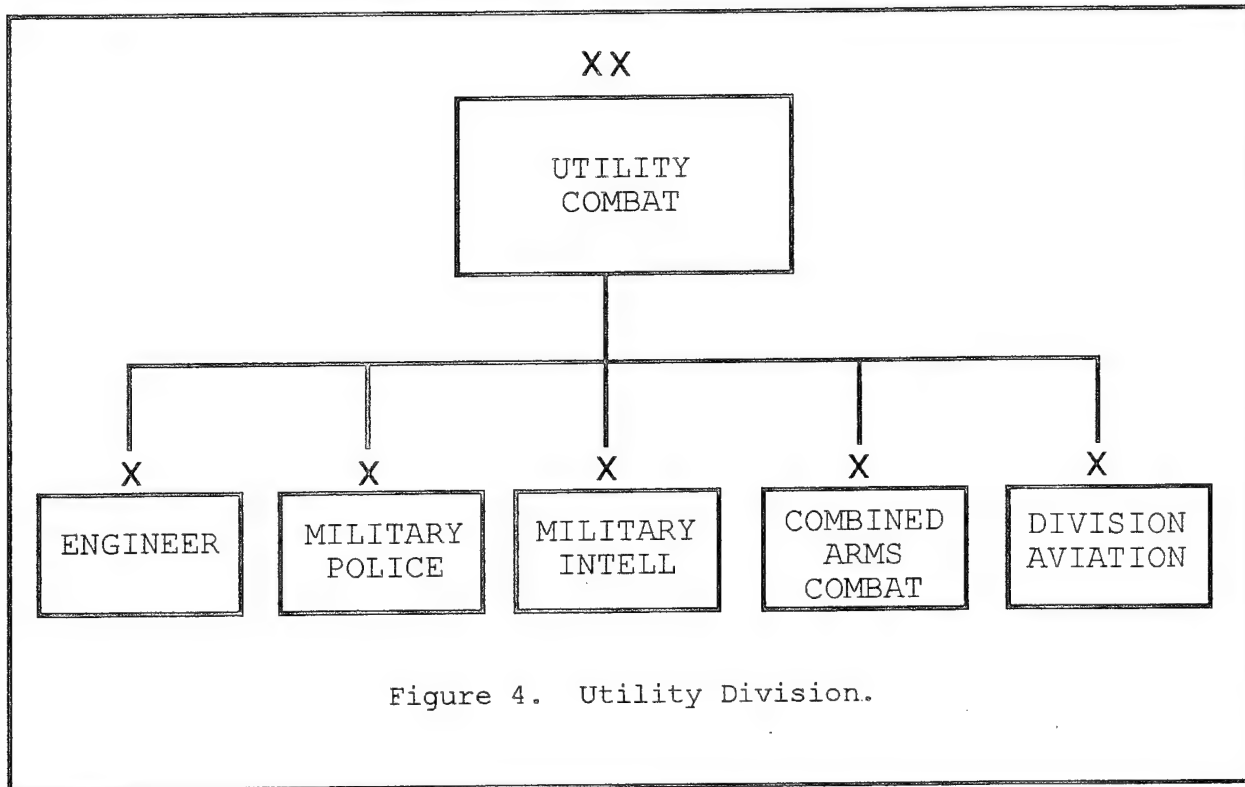 XX
UTILITY
COMBAT
X
X
X
X
X
ENGINEER
MILITARY
POLICE
MILITARY
INTELL
COMBINED
ARMS
COMBAT
DIVISION
AVIATION
Figure 4. Utility Division.